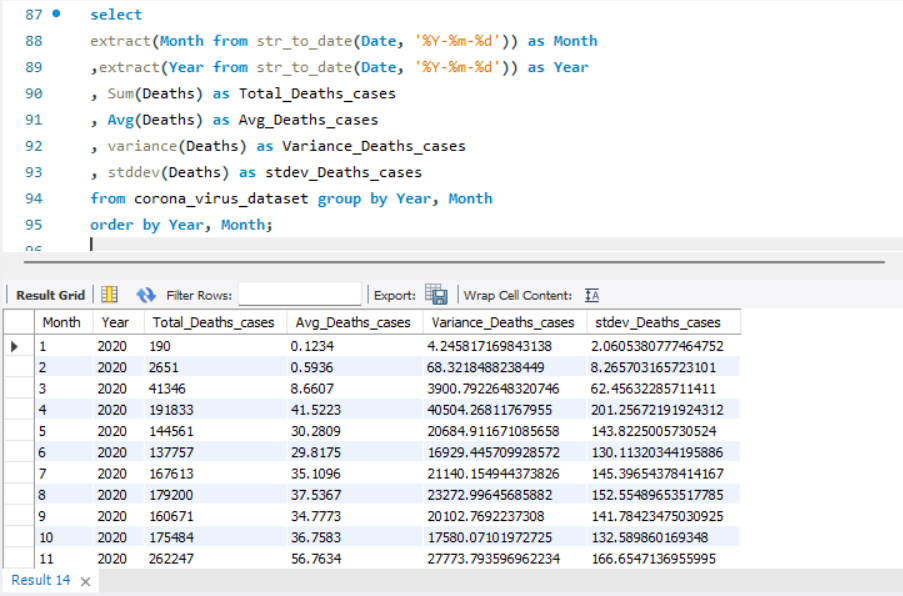 87 select
88 extract(Month from str_to_date(Date, '%Y-%m-%d')) as Month
89 ,extract(Year from str_to_date(Date, '%Y-%m-%d')) as Year
90 , Sum(Deaths) as Total_Deaths_cases
91 , Avg(Deaths) as Avg_Deaths_cases
92 , variance(Deaths) as Variance_Deaths_cases
93 , stddev(Deaths) as stdev_Deaths_cases
94 from corona_virus_dataset group by Year, Month
95 order by Year, Month;
96
Result Grid Filter Rows: Export: Wrap Cell Content: IA
Month Year Total_Deaths_cases Avg_Deaths_cases Variance_Deaths_cases stdev_Deaths_cases
1 2020 190 0.1234 4.245817169843138 2.0605380777464752
2 2020 2651 0.5936 68.3218488238449 8.265703165723101
3 2020 41346 8.6607 3900.7922648320746 62.45632285711411
4 2020 191833 41.5223 40504.26811767955 201.25672191924312
5 2020 144561 30.2809 20684.911671085658 143.8225005730524
6 2020 137757 29.8175 16929.445709928572 130.11320344195886
7 2020 167613 35.1096 21140.154944373826 145.39654378414167
8 2020 179200 37.5367 23272.99645685882 152.55489653517785
9 2020 160671 34.7773 20102.7692237308 141.78423475030925
10 2020 175484 36.7583 17580.07101972725 132.589860169348
11 2020 262247 56.7634 27773.793596962234 166.6547136955995
Result 14